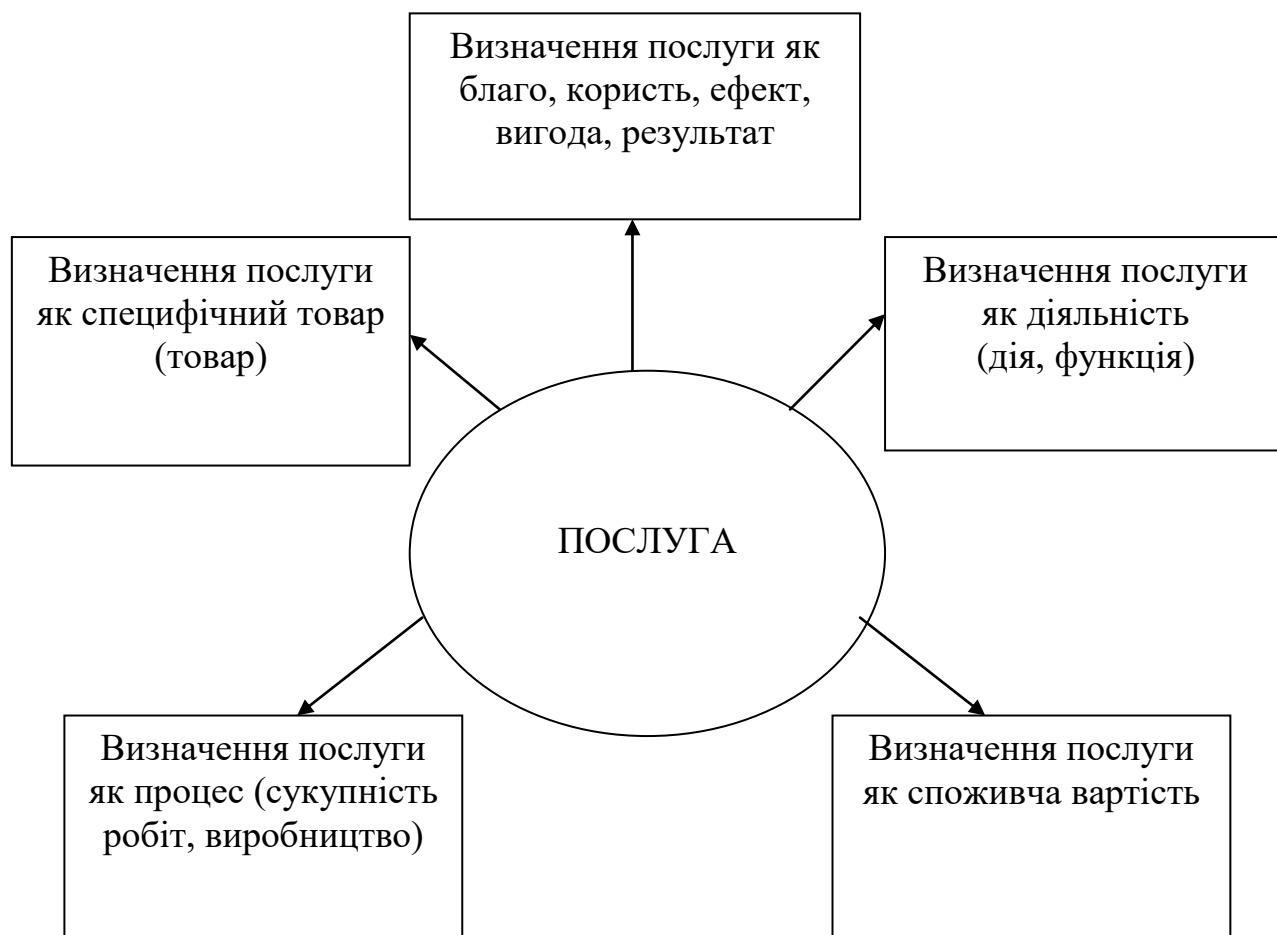 Визначення послуги як
благо, користь, ефект,
вигода, результат
Визначення послуги
як специфічний товар
(товар)
Визначення послуги
як діяльність
(дія, функція)
ПОСЛУГА
Визначення послуги
як процес (сукупність
робіт, виробництво)
Визначення послуги
як споживча вартість